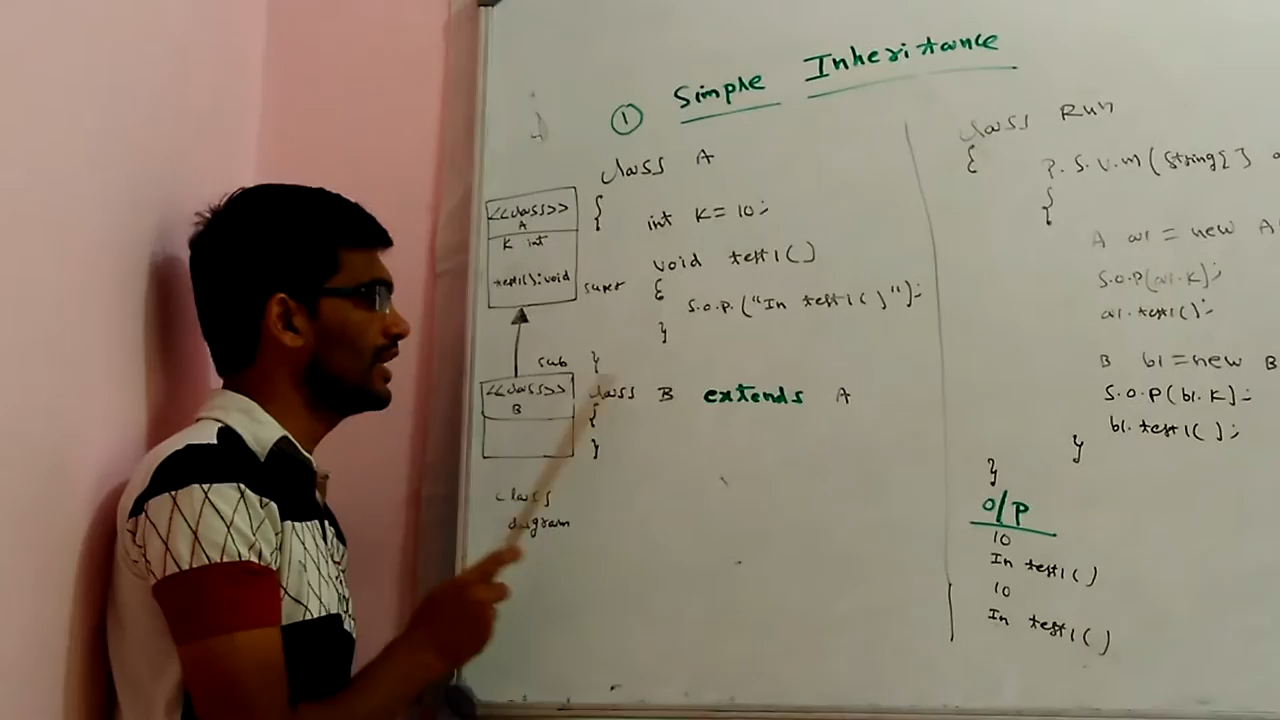 ① Simple Inheritance
<<class>>
A
K int
test1():void
super
sub
<<class>>
B
class
diagram
class A
{
int K=10;
void test1()
{
S.O.P.("In test1()");
}
}
class B extends A
{
}
class Run
{
P.S.V.M(String[]
{
A a1 = new A
S.O.P(a1.K);
a1.test1();
B b1 = new B
S.O.P(b1.K);
b1.test1();
}
}
O/P
10
In test1()
10
In test1()